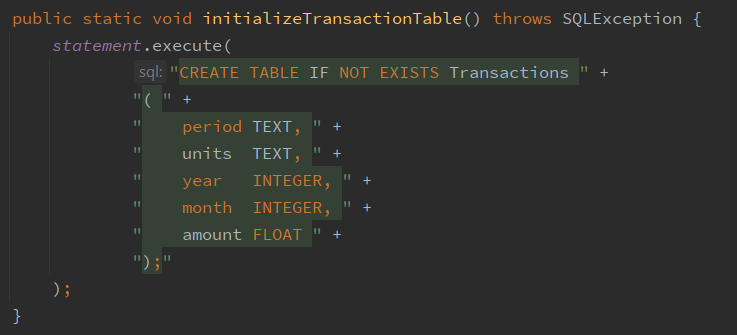 public static void initializeTransactionTable() throws SQLException {
    statement.execute(
            sql: "CREATE TABLE IF NOT EXISTS Transactions " +
            "( " +
            "    period TEXT, " +
            "    units  TEXT, " +
            "    year   INTEGER, " +
            "    month  INTEGER, " +
            "    amount FLOAT " +
            ");"
    );
}